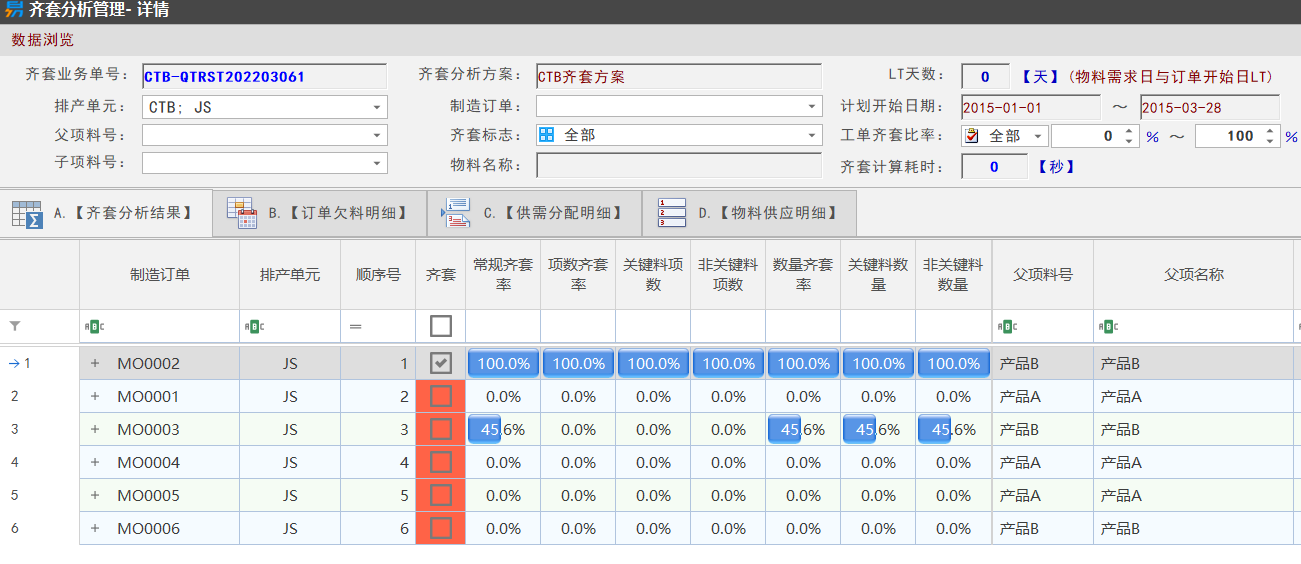 齐套分析管理- 详情
数据浏览
齐套业务单号: CTB-QTRST202203061 齐套分析方案: CTB齐套方案 LT天数: 0 【天】(物料需求日与订单开始日LT)
排产单元: CTB; JS 制造订单: 计划开始日期: 2015-01-01 ～ 2015-03-28
父项料号: 齐套标志: 全部 工单齐套比率: 全部 0 % ～ 100 %
子项料号: 物料名称: 齐套计算耗时: 0 【秒】
A.【齐套分析结果】 B.【订单欠料明细】 C.【供需分配明细】 D.【物料供应明细】
制造订单 排产单元 顺序号 齐套 常规齐套率 项数齐套率 关键料项数 非关键料项数 数量齐套率 关键料数量 非关键料数量 父项料号 父项名称
ABC ABC = ABC ABC
1 + MO0002 JS 1 100.0% 100.0% 100.0% 100.0% 100.0% 100.0% 100.0% 产品B 产品B
2 + MO0001 JS 2 0.0% 0.0% 0.0% 0.0% 0.0% 0.0% 0.0% 产品A 产品A
3 + MO0003 JS 3 45.6% 0.0% 0.0% 0.0% 45.6% 45.6% 45.6% 产品B 产品B
4 + MO0004 JS 4 0.0% 0.0% 0.0% 0.0% 0.0% 0.0% 0.0% 产品A 产品A
5 + MO0005 JS 5 0.0% 0.0% 0.0% 0.0% 0.0% 0.0% 0.0% 产品A 产品A
6 + MO0006 JS 6 0.0% 0.0% 0.0% 0.0% 0.0% 0.0% 0.0% 产品B 产品B